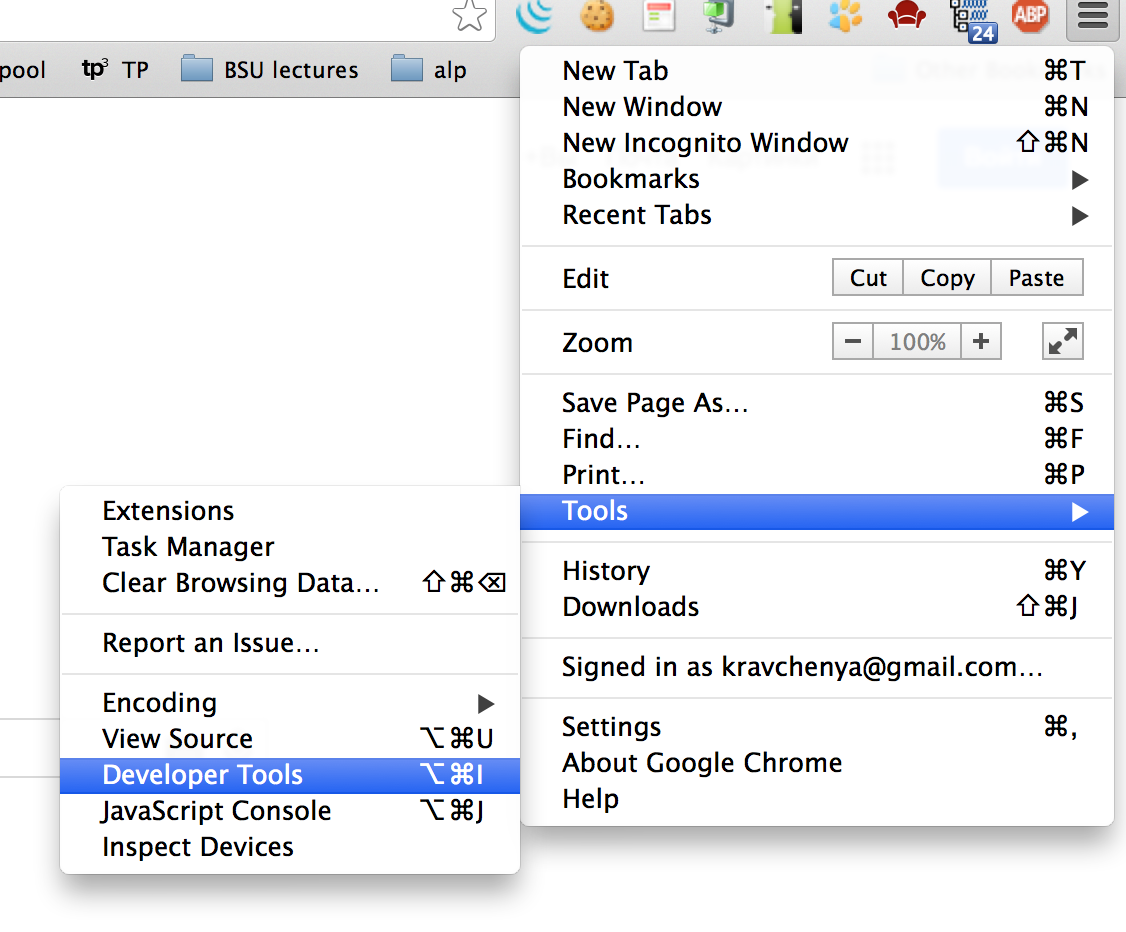 ABP
24
pool
tp3 TP
BSU lectures
alp
New Tab ⌘T
New Window ⌘N
New Incognito Window ⇧⌘N
Bookmarks ▶
Recent Tabs ▶
Edit Cut Copy Paste
Zoom − 100% +
Save Page As... ⌘S
Find... ⌘F
Print... ⌘P
Tools ▶
History ⌘Y
Downloads ⇧⌘J
Signed in as kravchenya@gmail.com...
Settings ⌘,
About Google Chrome
Help
Extensions
Task Manager
Clear Browsing Data... ⇧⌘⌫
Report an Issue...
Encoding ▶
View Source ⌥⌘U
Developer Tools ⌥⌘I
JavaScript Console ⌥⌘J
Inspect Devices